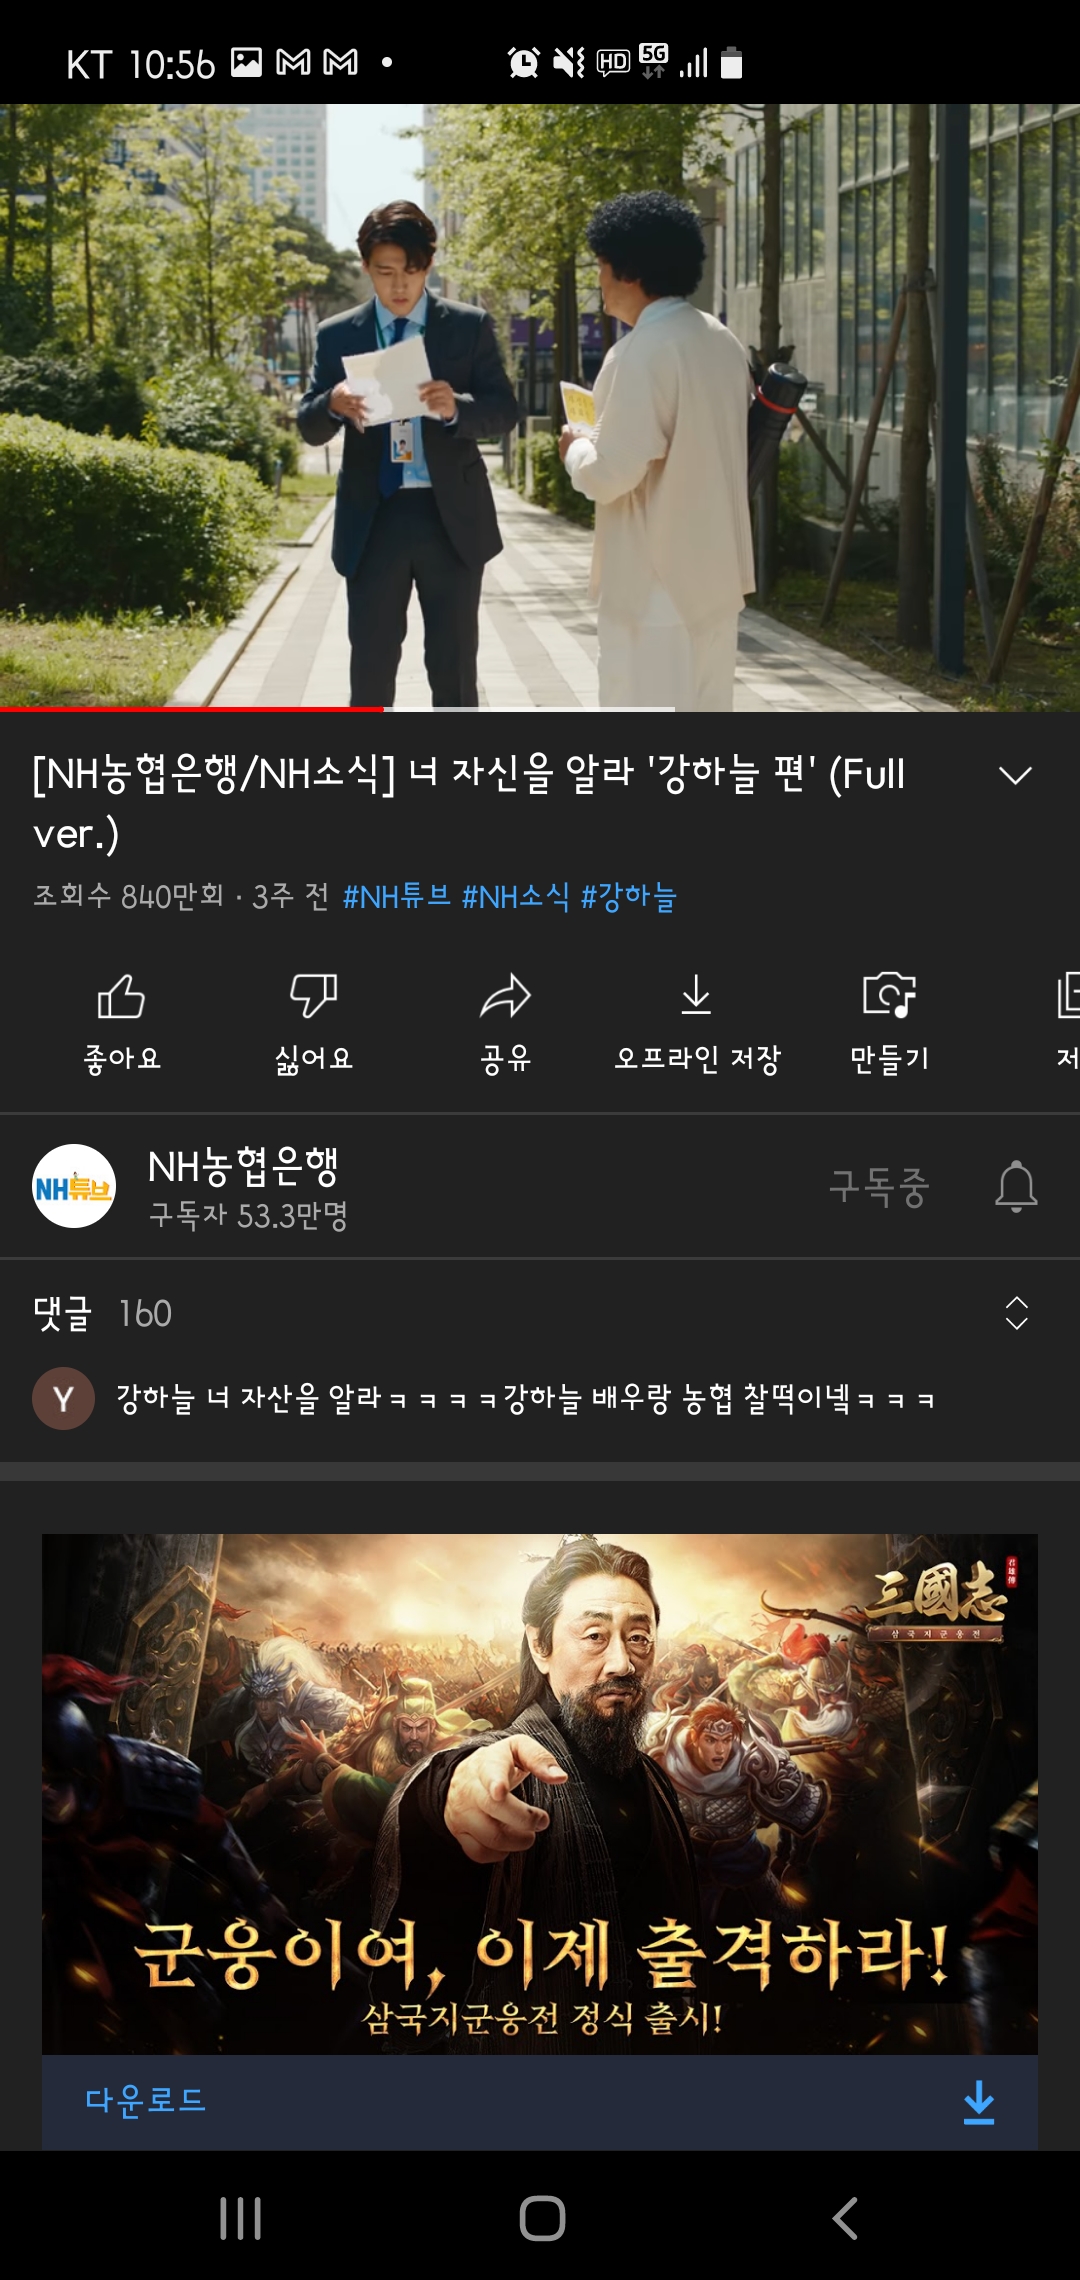 KT 10:56
HD 5G
[NH농협은행/NH소식] 너 자신을 알라 '강하늘 편' (Full
ver.)
조회수 840만회 · 3주 전 #NH튜브 #NH소식 #강하늘
좋아요 싫어요 공유 오프라인 저장 만들기 저
NH튜브
NH농협은행
구독자 53.3만명
구독중
댓글 160
Y 강하늘 너 자산을 알라ㅋㅋㅋㅋ강하늘 배우랑 농협 찰떡이넼ㅋㅋㅋ
三國志
삼국지군웅전
군웅이여, 이제 출격하라!
삼국지군웅전 정식 출시!
다운로드